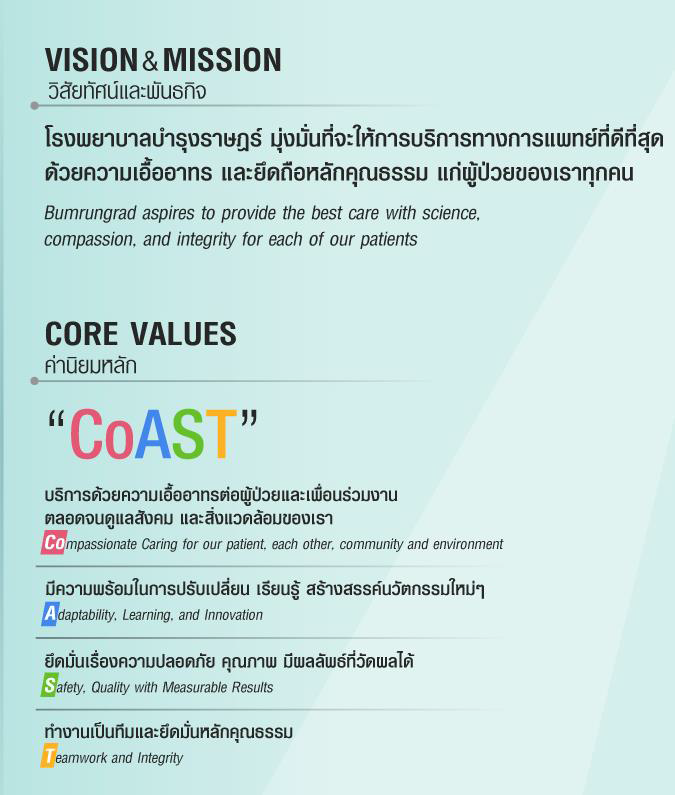 VISION & MISSION
วิสัยทัศน์และพันธกิจ
โรงพยาบาลบำรุงราษฎร์ มุ่งมั่นที่จะให้การบริการทางการแพทย์ที่ดีที่สุด
ด้วยความเอื้ออาทร และยึดถือหลักคุณธรรม แก่ผู้ป่วยของเราทุกคน
Bumrungrad aspires to provide the best care with science,
compassion, and integrity for each of our patients
CORE VALUES
ค่านิยมหลัก
“CoAST”
บริการด้วยความเอื้ออาทรต่อผู้ป่วยและเพื่อนร่วมงาน
ตลอดจนดูแลสังคม และสิ่งแวดล้อมของเรา
Compassionate Caring for our patient, each other, community and environment
มีความพร้อมในการปรับเปลี่ยน เรียนรู้ สร้างสรรค์นวัตกรรมใหม่ๆ
Adaptability, Learning, and Innovation
ยึดมั่นเรื่องความปลอดภัย คุณภาพ มีผลลัพธ์ที่วัดผลได้
Safety, Quality with Measurable Results
ทำงานเป็นทีมและยึดมั่นหลักคุณธรรม
Teamwork and Integrity